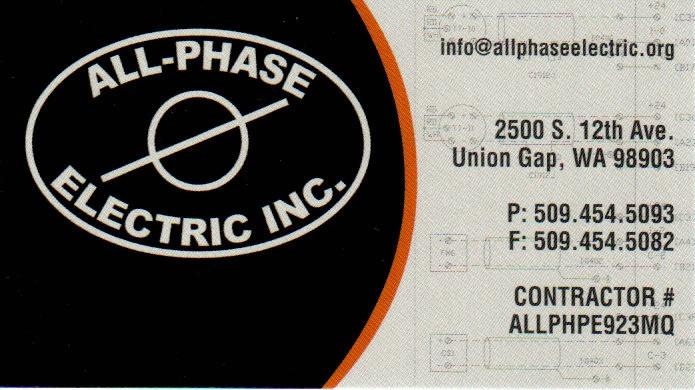 ALL-PHASE
ELECTRIC INC.
info@allphaseelectric.org
2500 S. 12th Ave.
Union Gap, WA 98903
P: 509.454.5093
F: 509.454.5082
CONTRACTOR #
ALLPHPE923MQ